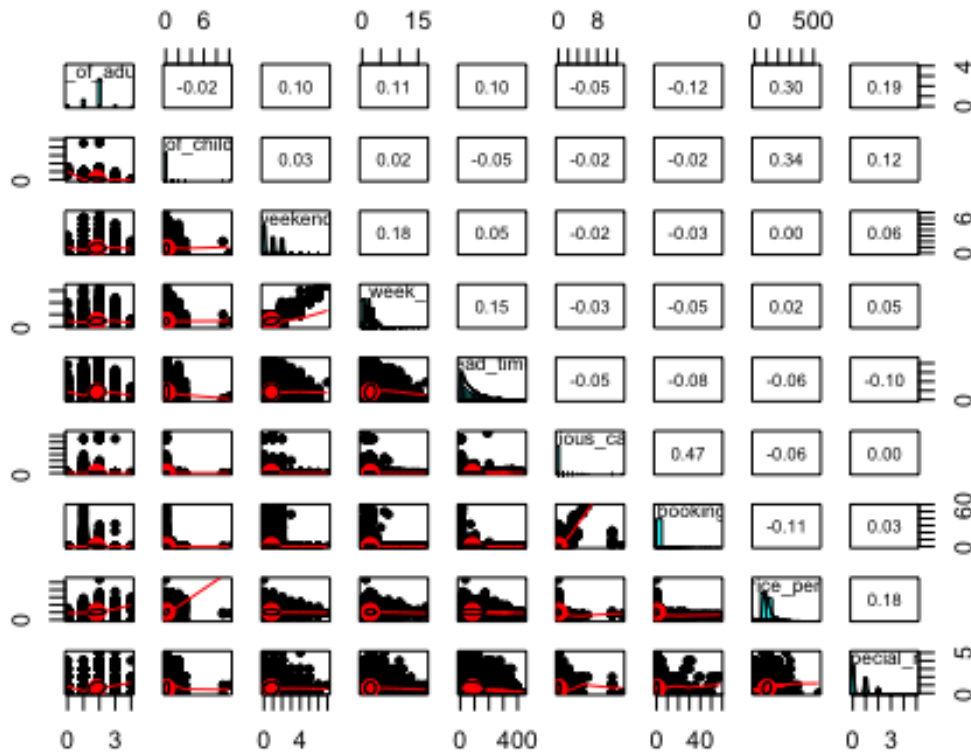 0 6 0 15 0 8 0 500
_of_adu -0.02 0.10 0.11 0.10 -0.05 -0.12 0.30 0.19 0 4
0 of_child 0.03 0.02 -0.05 -0.02 -0.02 0.34 0.12
weekend 0.18 0.05 -0.02 -0.03 0.00 0.06 0 6
0 week_ 0.15 -0.03 -0.05 0.02 0.05
ead_tim -0.05 -0.08 -0.06 -0.10 0
0 ious_ca 0.47 -0.06 0.00
booking -0.11 0.03 0 60
0 ice_per 0.18
pecial_r 0 5
0 3 0 4 0 400 0 40 0 3